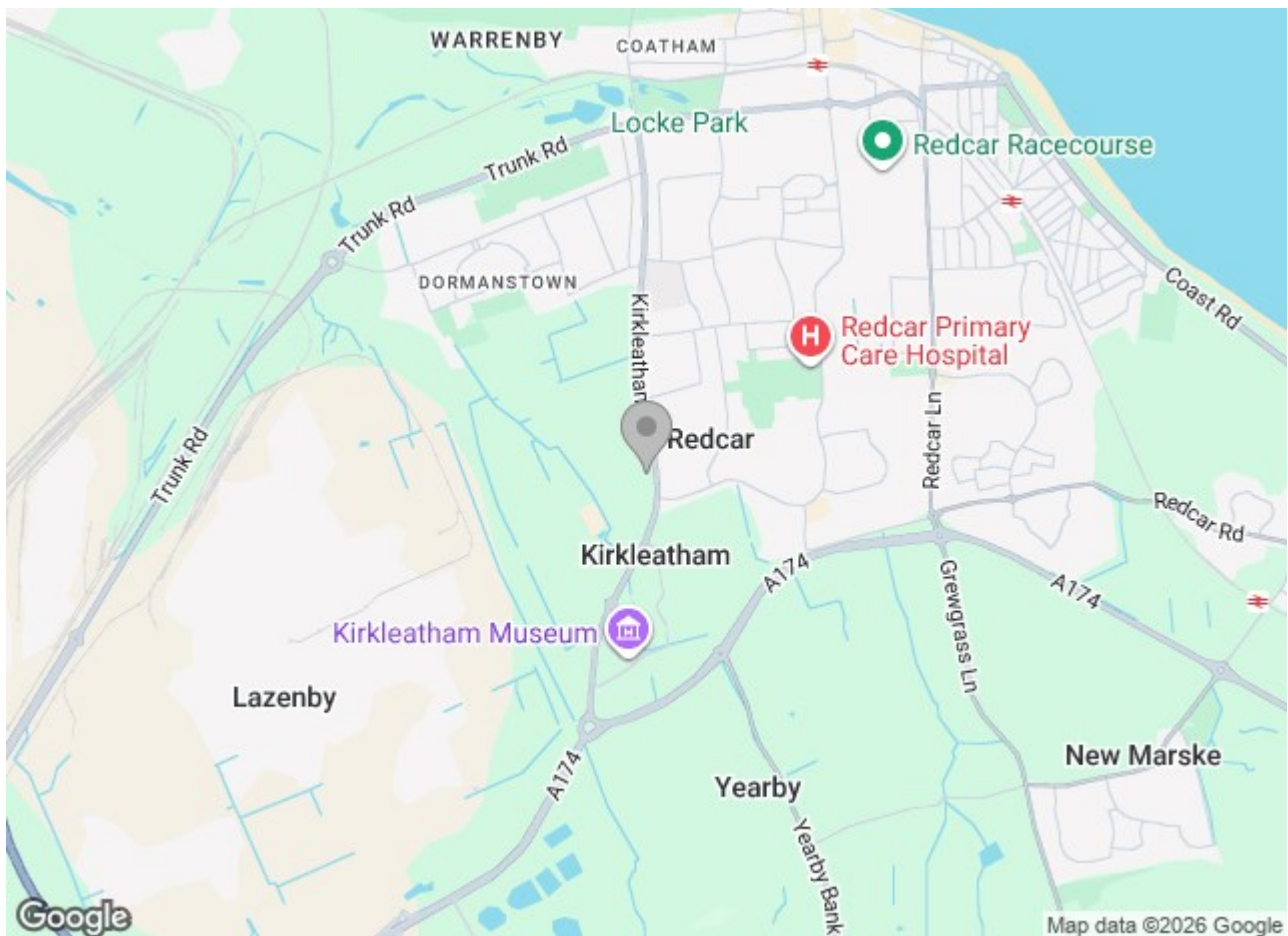 WARRENBY
COATHAM
Locke Park
Redcar Racecourse
Trunk Rd
Trunk Rd
DORMANSTOWN
Coast Rd
Kirkleatham
Redcar Primary
Care Hospital
Redcar Ln
Redcar
Trunk Rd
Redcar Rd
Kirkleatham
A174
A174
Grewgrass Ln
Kirkleatham Museum
Lazenby
New Marske
A174
Yearby
Yearby Bank
Google
Map data ©2026 Google